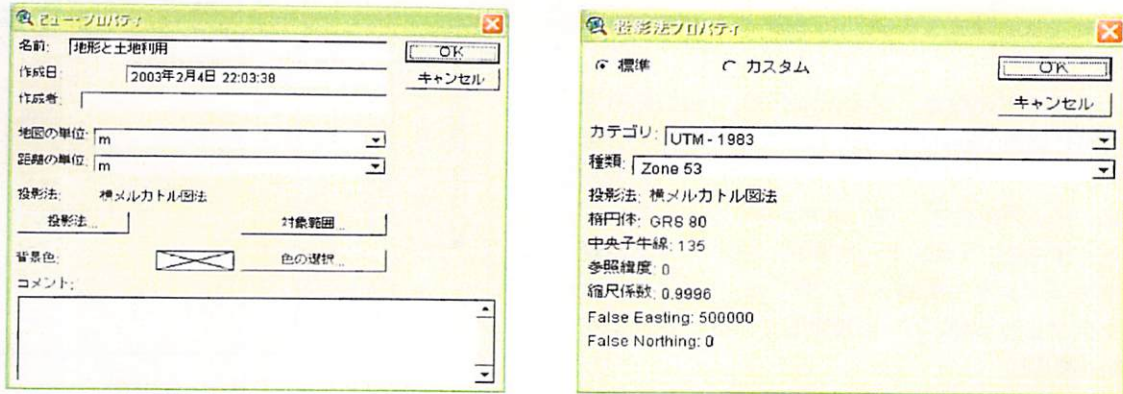 ビュー・プロパティ
名前: 地形と土地利用
OK
作成日: 2003年2月4日 22:03:38
キャンセル
作成者:
地図の単位: m
距離の単位: m
投影法: 横メルカトル図法
投影法... 対象範囲...
背景色: 色の選択...
コメント:
投影法プロパティ
標準 カスタム
OK
キャンセル
カテゴリ: UTM - 1983
種類: Zone 53
投影法: 横メルカトル図法
楕円体: GRS 80
中央子午線: 135
参照緯度: 0
縮尺係数: 0.9996
False Easting: 500000
False Northing: 0